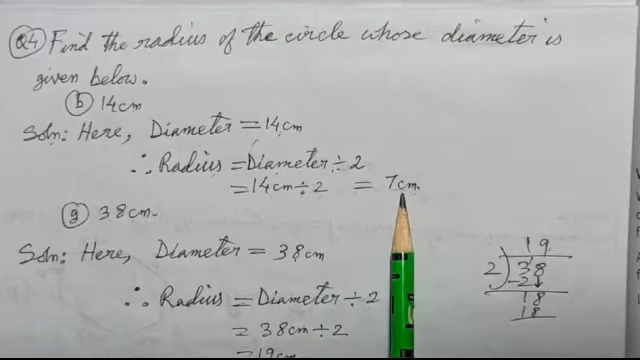 Q4 Find the radius of the circle whose diameter is
given below.
b 14cm
Soln: Here, Diameter = 14cm
∴ Radius = Diameter ÷ 2
= 14cm ÷ 2 = 7cm.
g 38cm.
Soln: Here, Diameter = 38cm
∴ Radius = Diameter ÷ 2
= 38cm ÷ 2
= 19cm
19
2)38
-2↓
18
18